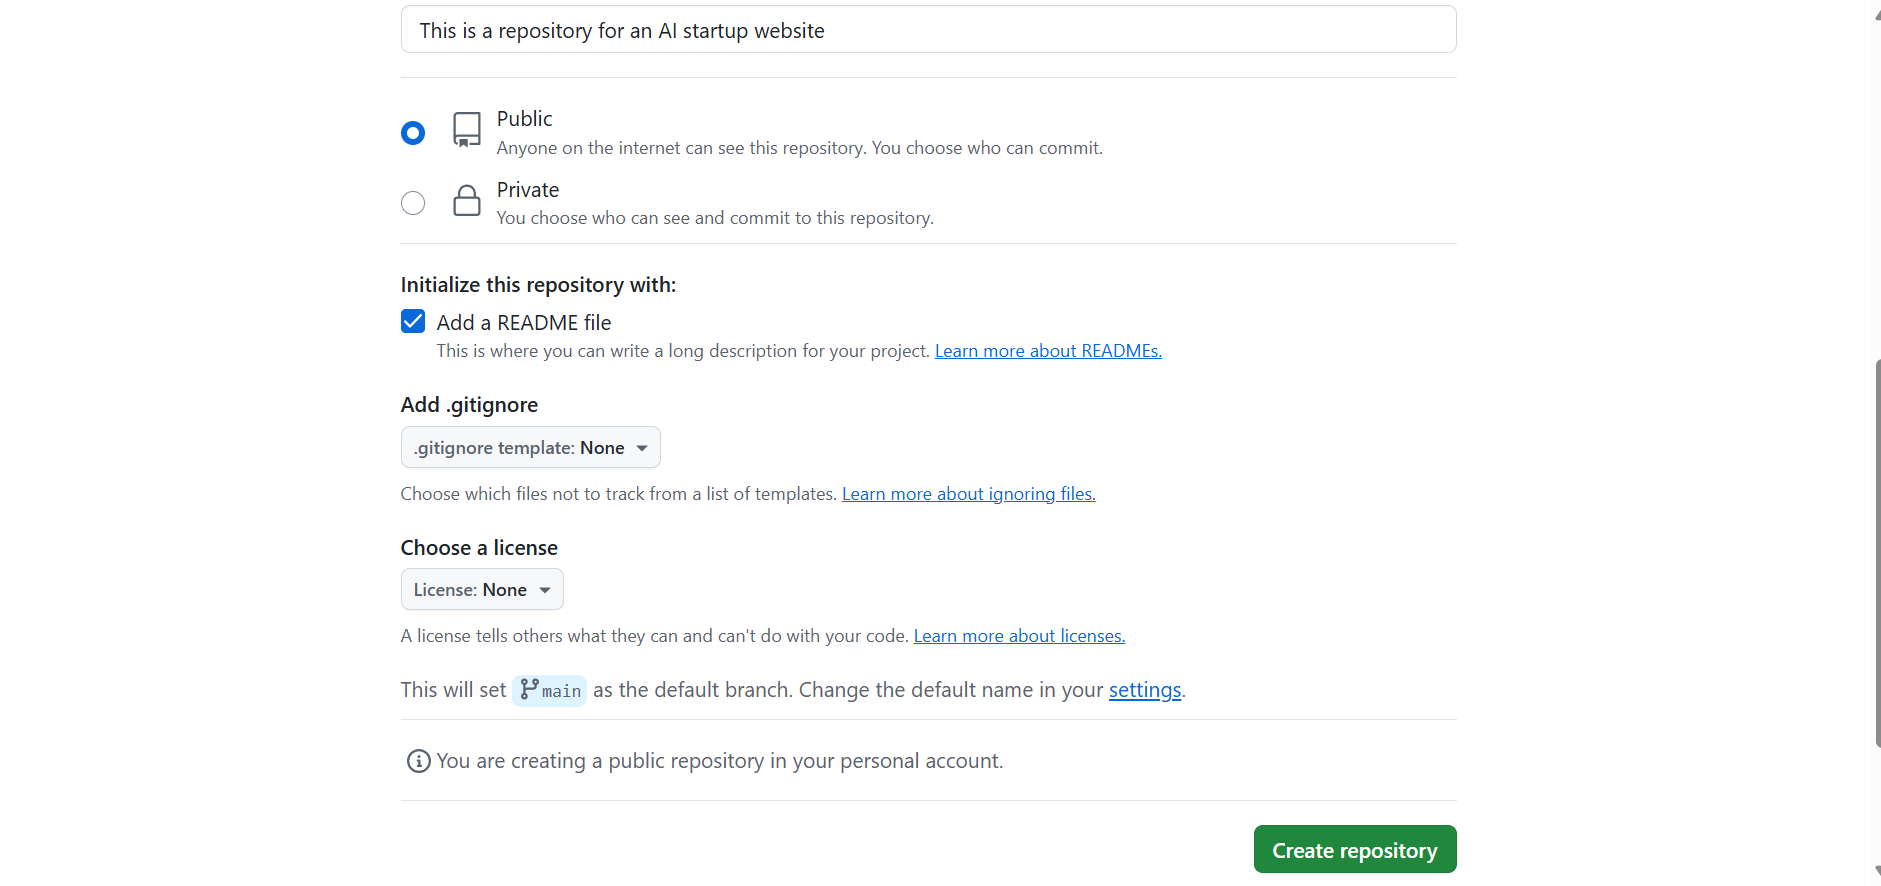 This is a repository for an AI startup website
Public
Anyone on the internet can see this repository. You choose who can commit.
Private
You choose who can see and commit to this repository.
Initialize this repository with:
Add a README file
This is where you can write a long description for your project. Learn more about READMEs.
Add .gitignore
.gitignore template: None
Choose which files not to track from a list of templates. Learn more about ignoring files.
Choose a license
License: None
A license tells others what they can and can't do with your code. Learn more about licenses.
This will set main as the default branch. Change the default name in your settings.
You are creating a public repository in your personal account.
Create repository